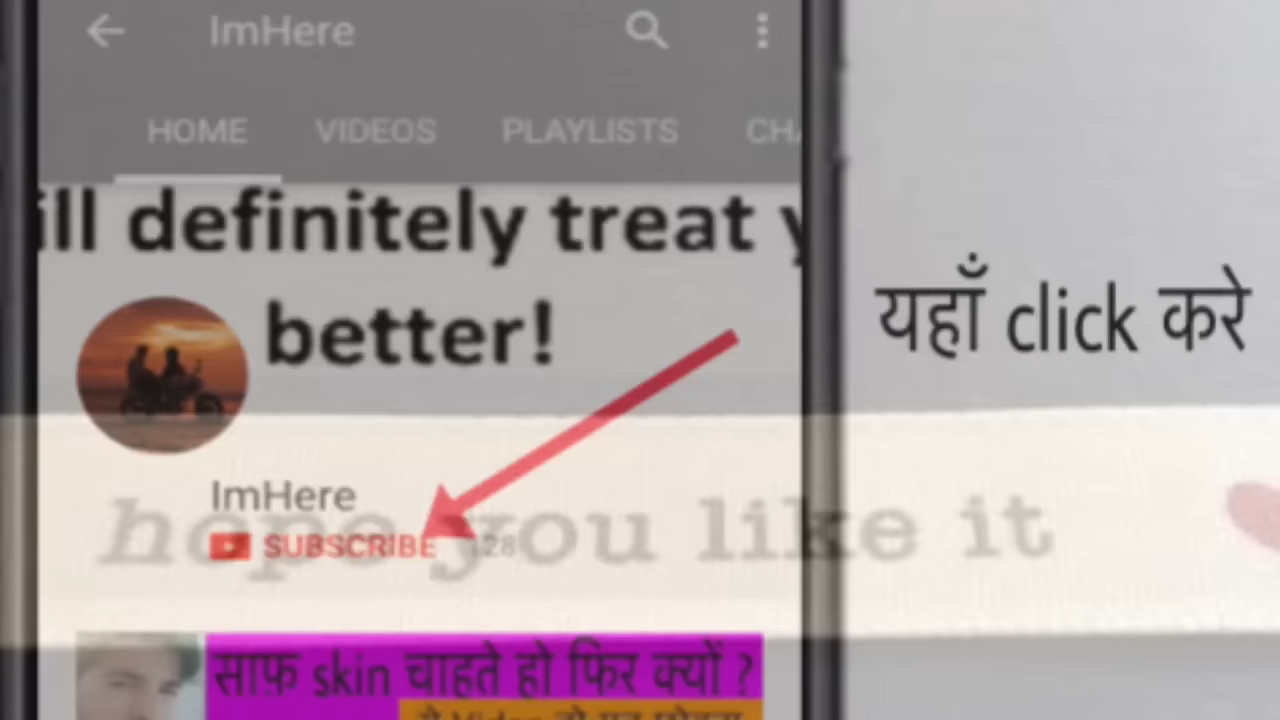 ImHere
HOME VIDEOS PLAYLISTS
ill definitely treat
better!
यहाँ click करे
ImHere
hope you like it
SUBSCRIBE 128
साफ़ skin चाहते हो फिर क्यों ?